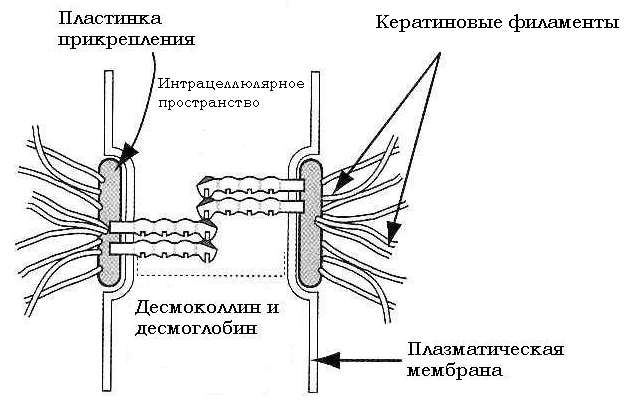 Пластинка
прикрепления
Кератиновые филаменты
Интрацеллюлярное
пространство
Десмоколлин и
десмоглобин
Плазматическая
мембрана